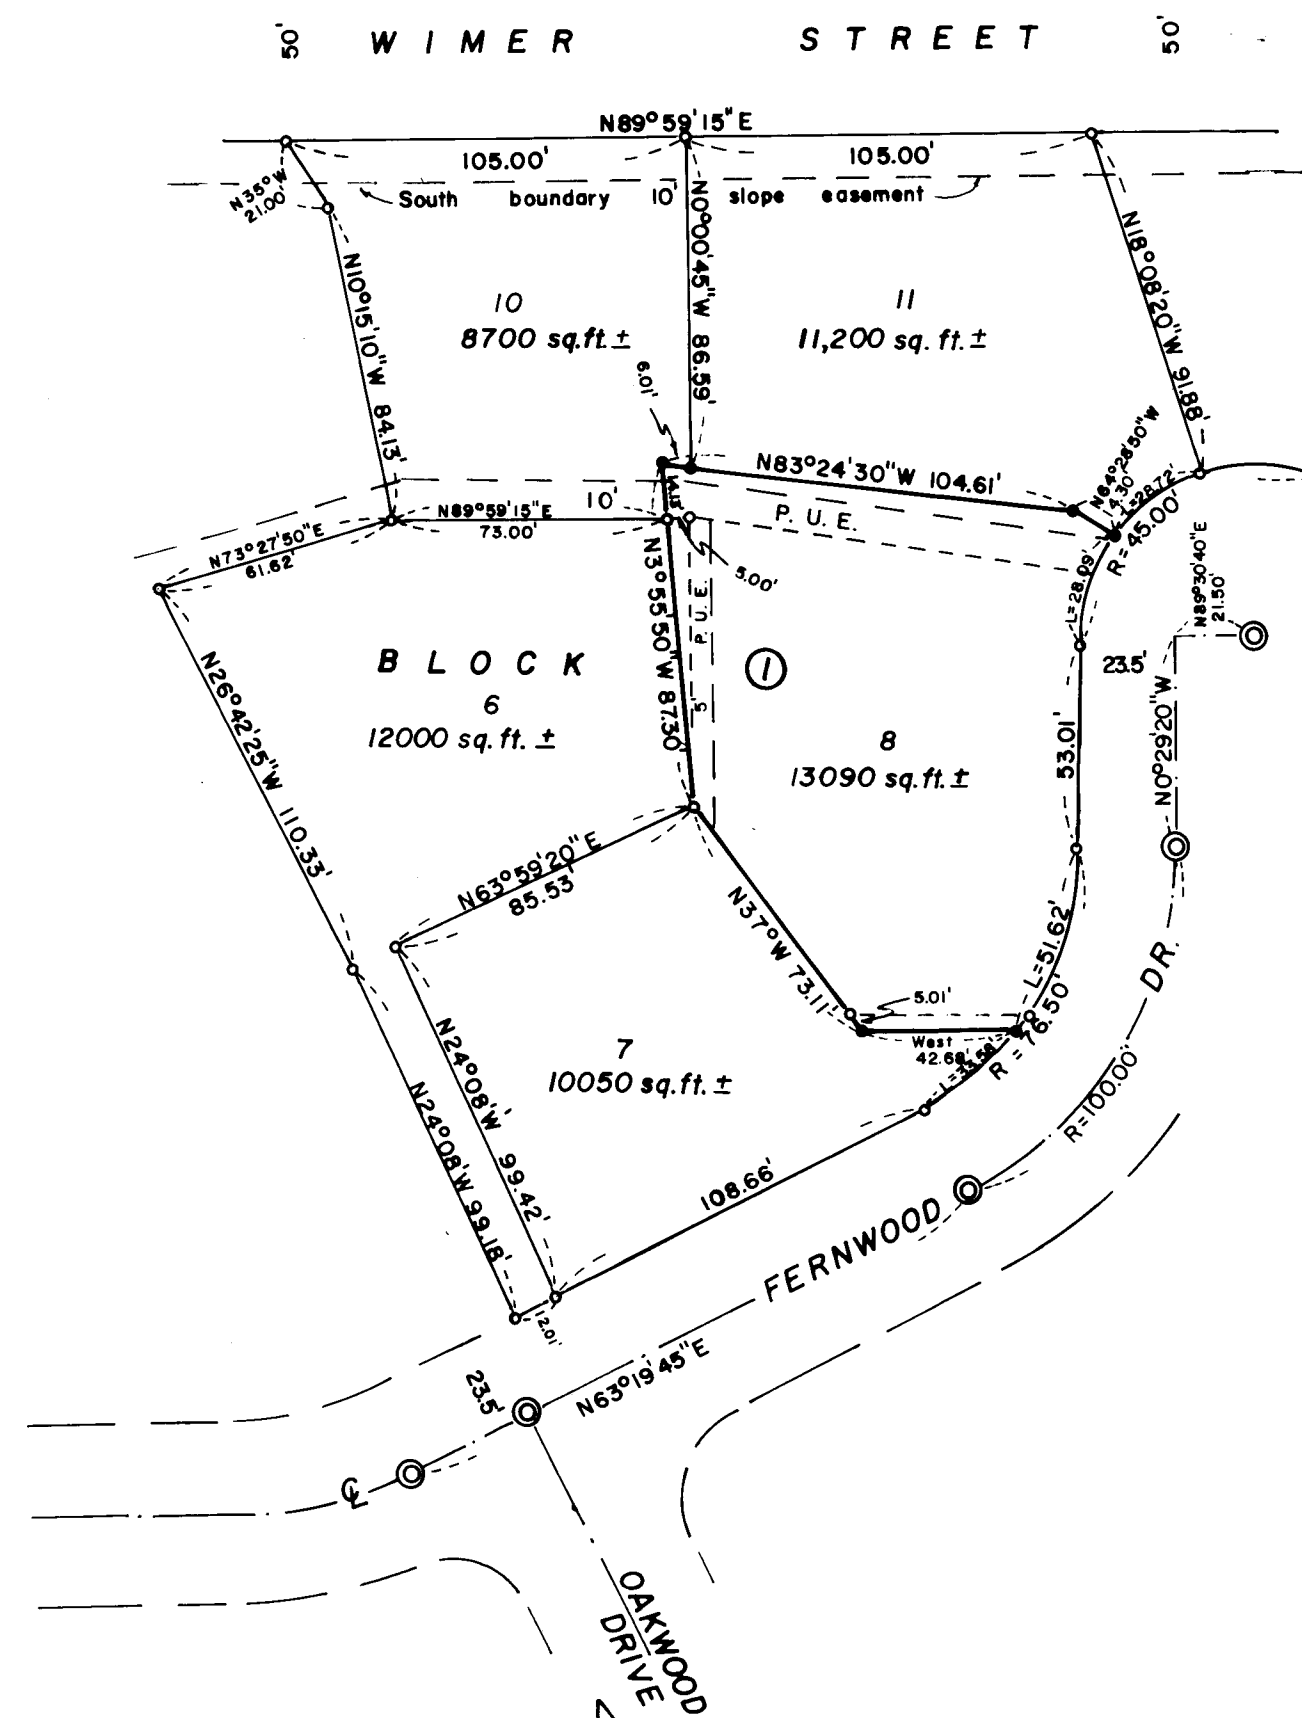 50'
WIMER STREET
50'
N89°59'15"E
105.00'
105.00'
N35°W
21.00'
South boundary 10' slope easement
N10°15'10"W 84.13'
N0°00'45"W 86.59'
N18°08'20"W 91.88'
10
8700 sq.ft.±
11
11,200 sq.ft.±
6.01'
N83°24'30"W 104.61'
N64°28'50"W
14.30'
L=28.72'
R=45.00'
14.13'
10'
P.U.E.
N89°59'15"E
73.00'
N73°27'50"E
61.62'
5.00'
L=28.09'
N89°30'40"E
21.50'
23.5'
N3°55'50"W 87.30'
5' P.U.E.
BLOCK
1
6
12000 sq.ft.±
8
13090 sq.ft.±
53.01'
N0°29'20"W
N26°42'25"W 110.33'
N63°59'20"E
85.53'
N37°W 73.11'
L=51.62'
R=76.50'
DR.
5.01'
West
42.68'
L=33.58'
R=100.00'
7
10050 sq.ft.±
N24°08'W 99.42'
N24°08'W 99.18'
108.66'
12.01'
FERNWOOD
N63°19'45"E
23.5'
℄
OAKWOOD
DRIVE